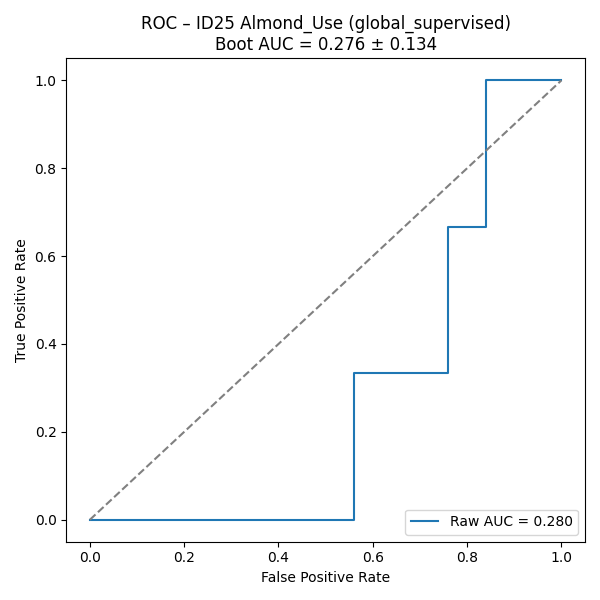 ROC – ID25 Almond_Use (global_supervised)
Boot AUC = 0.276 ± 0.134
True Positive Rate
1.0
0.8
0.6
0.4
0.2
0.0
Raw AUC = 0.280
0.0 0.2 0.4 0.6 0.8 1.0
False Positive Rate